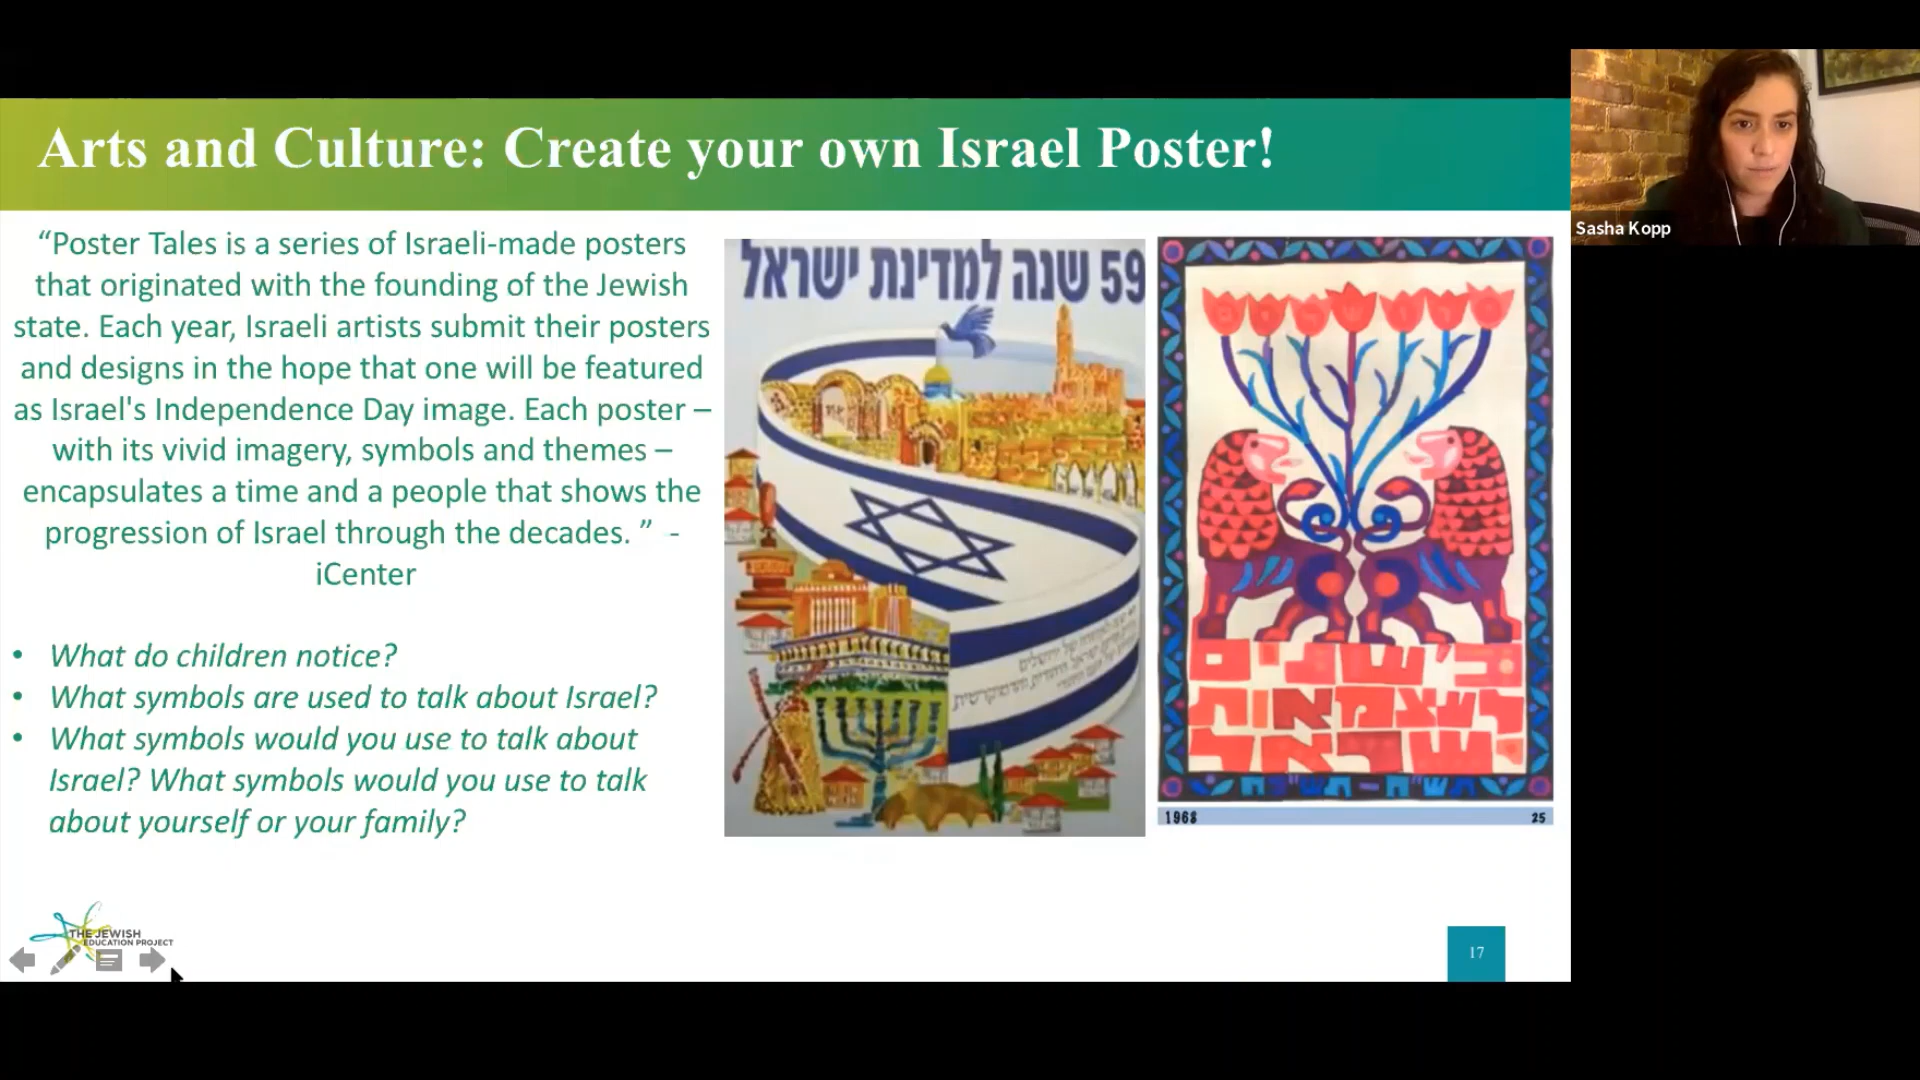 Arts and Culture: Create your own Israel Poster!
Sasha Kopp
“Poster Tales is a series of Israeli-made posters
that originated with the founding of the Jewish
state. Each year, Israeli artists submit their posters
and designs in the hope that one will be featured
as Israel's Independence Day image. Each poster –
with its vivid imagery, symbols and themes –
encapsulates a time and a people that shows the
progression of Israel through the decades. ” -
iCenter
• What do children notice?
• What symbols are used to talk about Israel?
• What symbols would you use to talk about
Israel? What symbols would you use to talk
about yourself or your family?
59 שנה למדינת ישראל
ישראל
תש"ח-תשכ"ח
1968
25
THE JEWISH
EDUCATION PROJECT
17